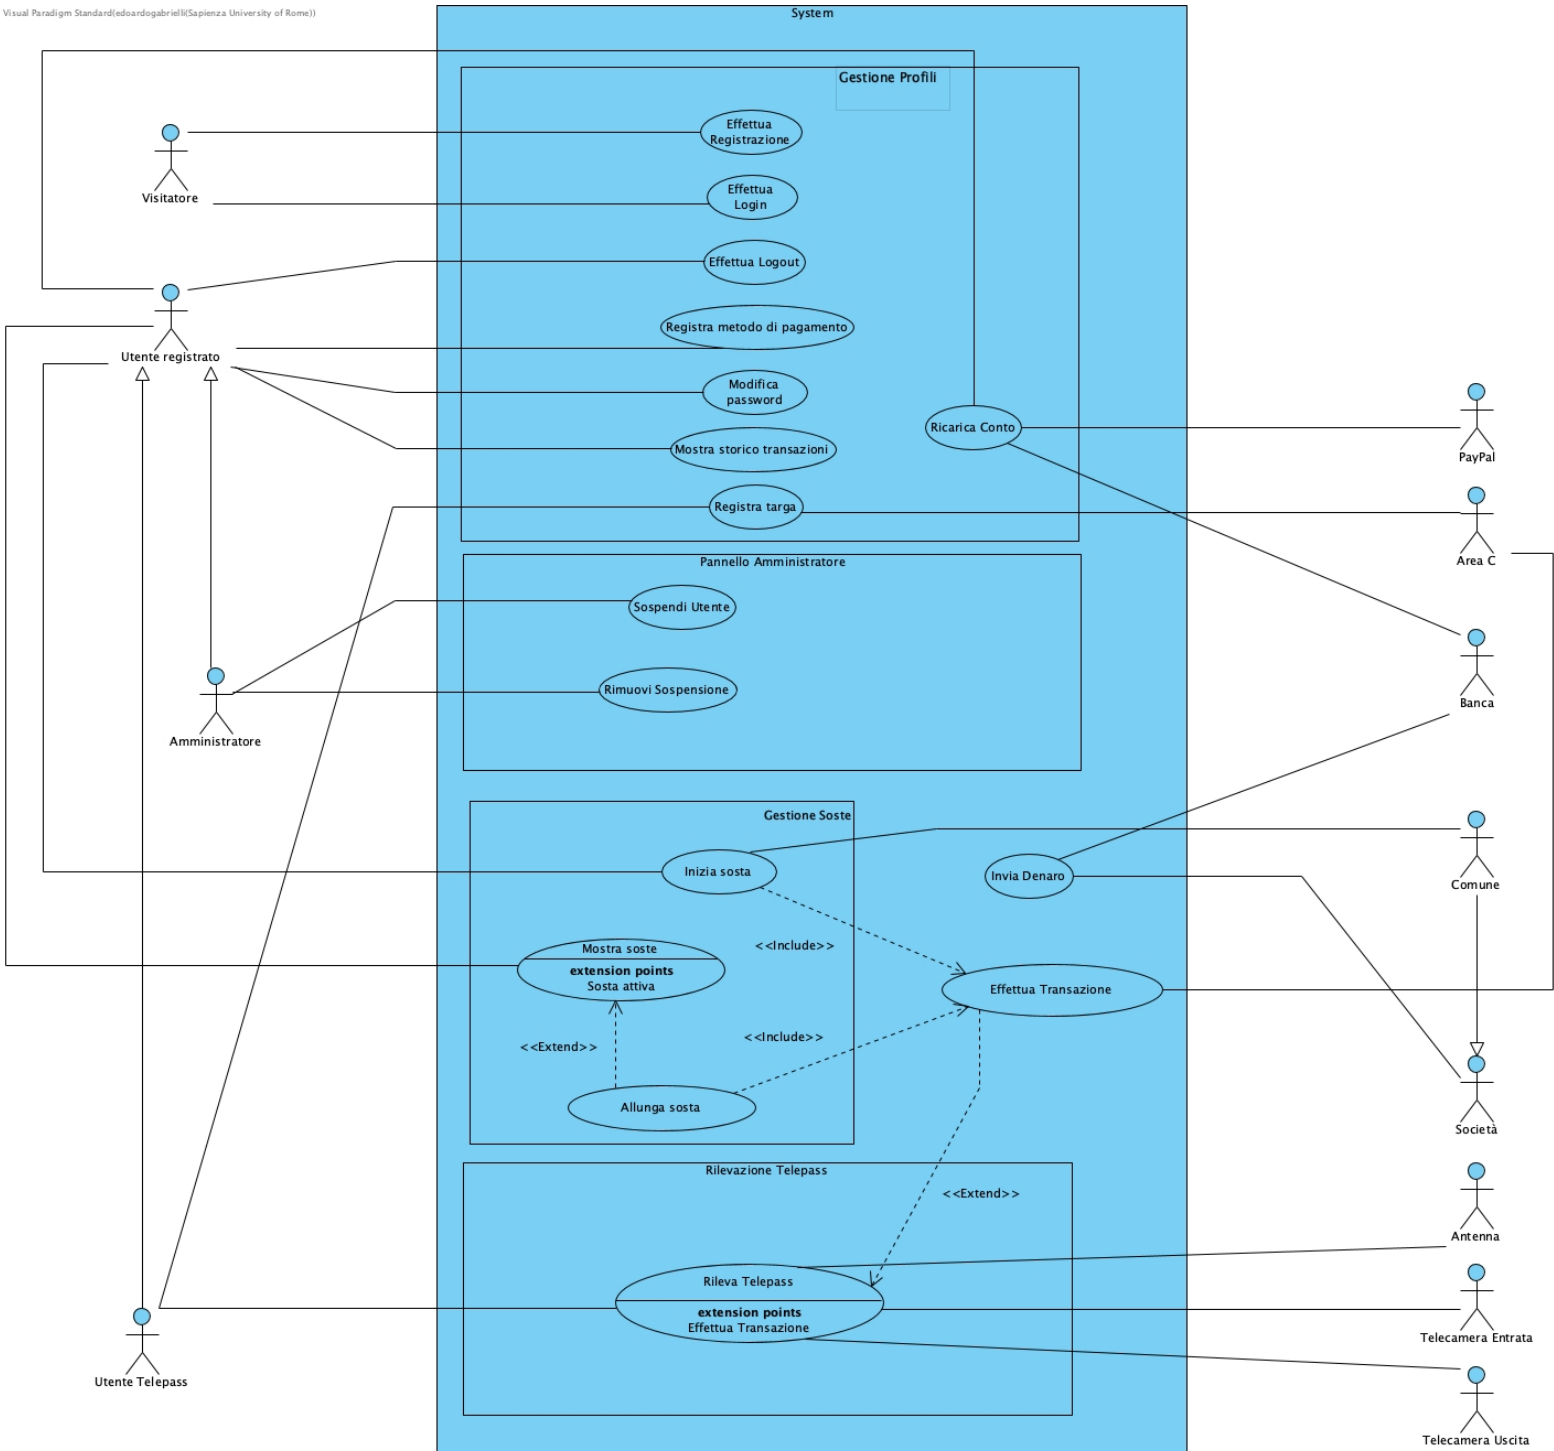 Visual Paradigm Standard(edoardogabrielli(Sapienza University of Rome))
System
Gestione Profili
Effettua
Registrazione
Visitatore
Effettua
Login
Effettua Logout
Registra metodo di pagamento
Utente registrato
Modifica
password
Ricarica Conto
Mostra storico transazioni
PayPal
Registra targa
Area C
Pannello Amministratore
Sospendi Utente
Rimuovi Sospensione
Banca
Amministratore
Gestione Soste
Inizia sosta
Invia Denaro
Comune
<<Include>>
Mostra soste
extension points
Sosta attiva
Effettua Transazione
<<Include>>
<<Extend>>
Allunga sosta
Società
Rilevazione Telepass
<<Extend>>
Antenna
Rileva Telepass
extension points
Effettua Transazione
Telecamera Entrata
Utente Telepass
Telecamera Uscita